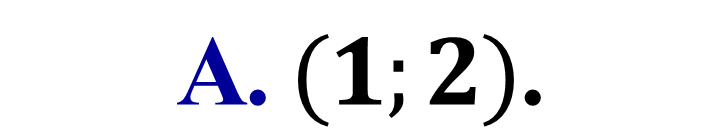 A. (1; 2).